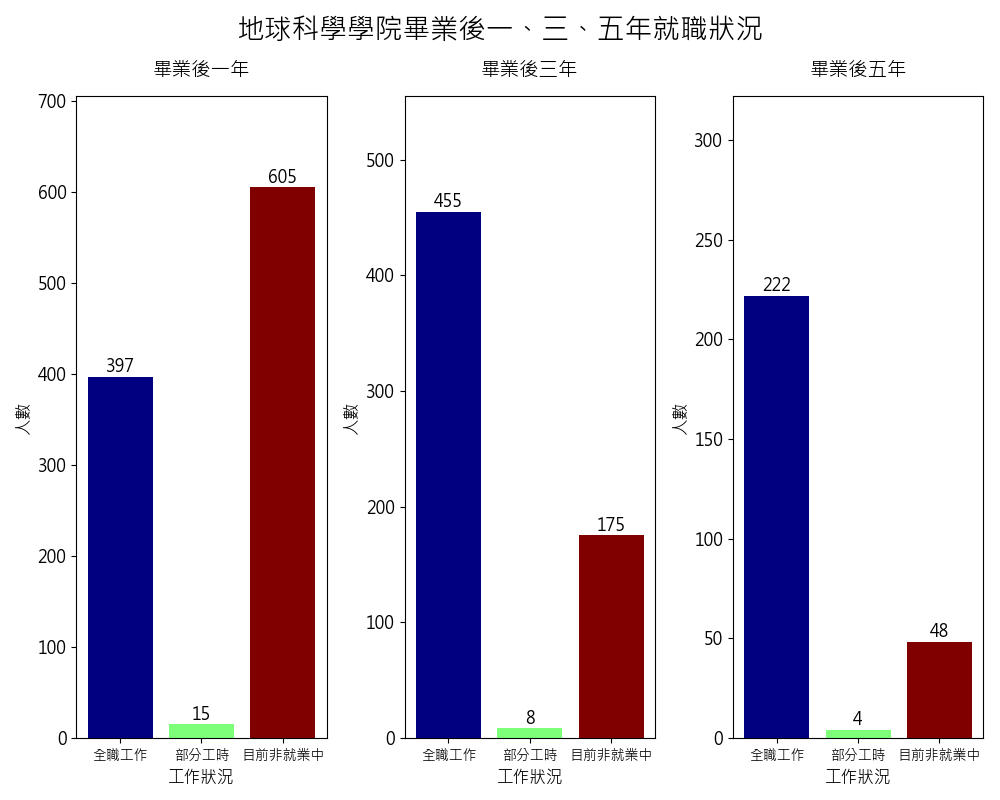 地球科學學院畢業後一、三、五年就職狀況
畢業後一年
700
600
500
400
300
200
100
0
人數
397
15
605
全職工作
部分工時
目前非就業中
工作狀況
畢業後三年
500
400
300
200
100
0
人數
455
8
175
全職工作
部分工時
目前非就業中
工作狀況
畢業後五年
300
250
200
150
100
50
0
人數
222
4
48
全職工作
部分工時
目前非就業中
工作狀況